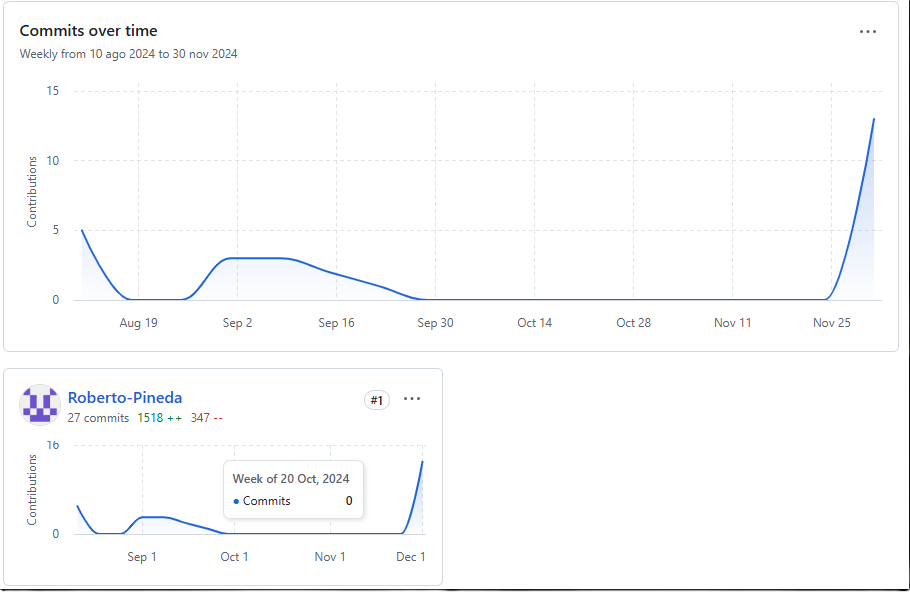 Commits over time
Weekly from 10 ago 2024 to 30 nov 2024
Contributions
15
10
5
0
Aug 19 Sep 2 Sep 16 Sep 30 Oct 14 Oct 28 Nov 11 Nov 25
Roberto-Pineda
#1
27 commits 1518 ++ 347 --
Contributions
16
0
Week of 20 Oct, 2024
Commits 0
Sep 1 Oct 1 Nov 1 Dec 1